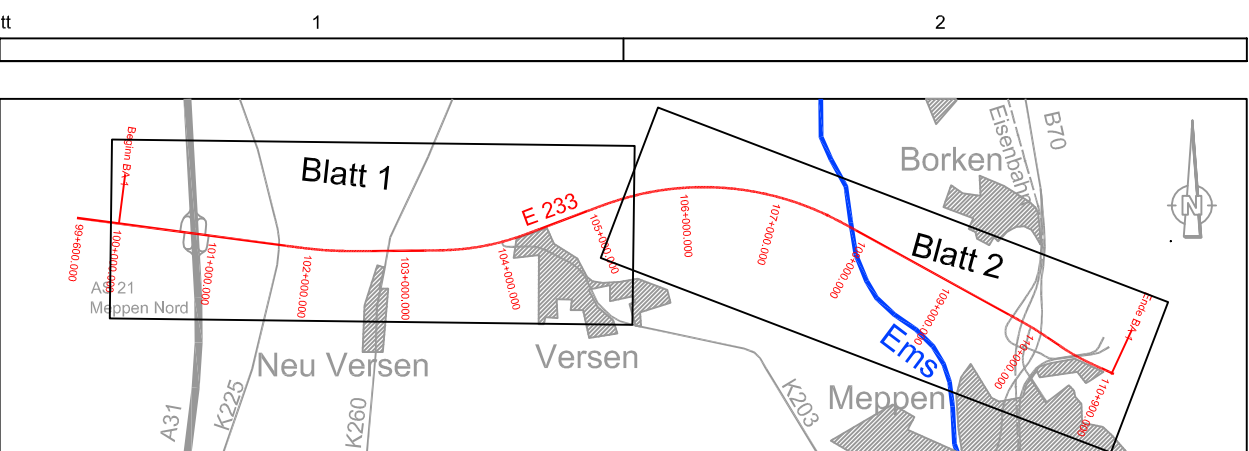 tt
1
2
Beginn BA 1
Blatt 1
E 233
Eisenbahn
B70
Borken
N
Blatt 2
99+600.000
100+000.000
101+000.000
102+000.000
103+000.000
104+000.000
105+000.000
106+000.000
107+000.000
108+000.000
109+000.000
110+000.000
110+900.000
Ende BA 1
AS 21
Meppen Nord
Neu Versen
Versen
Ems
Meppen
A31
K225
K260
K203